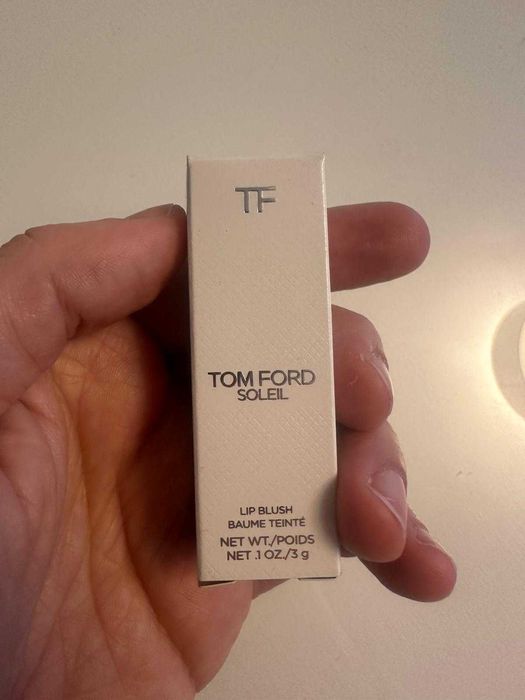 TF
TOM FORD
SOLEIL
LIP BLUSH
BAUME TEINTÉ
NET WT./POIDS
NET .1 OZ./3 g